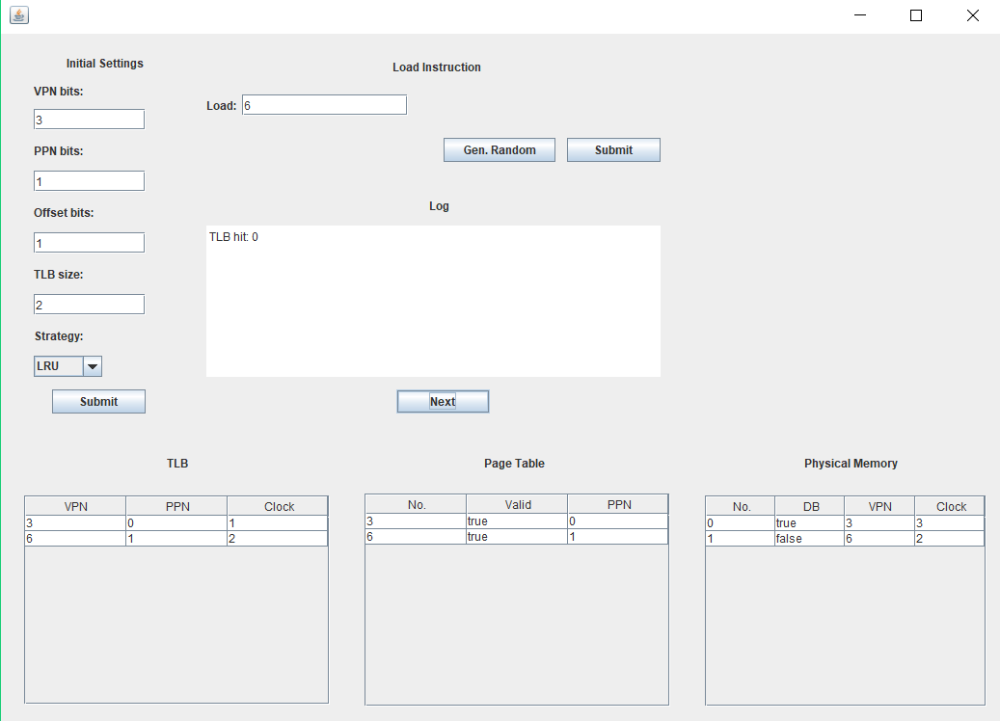 Initial Settings
VPN bits:
3
PPN bits:
1
Offset bits:
1
TLB size:
2
Strategy:
LRU
Submit
Load Instruction
Load: 6
Gen. Random Submit
Log
TLB hit: 0
Next
TLB
VPN PPN Clock
3 0 1
6 1 2
Page Table
No. Valid PPN
3 true 0
6 true 1
Physical Memory
No. DB VPN Clock
0 true 3 3
1 false 6 2